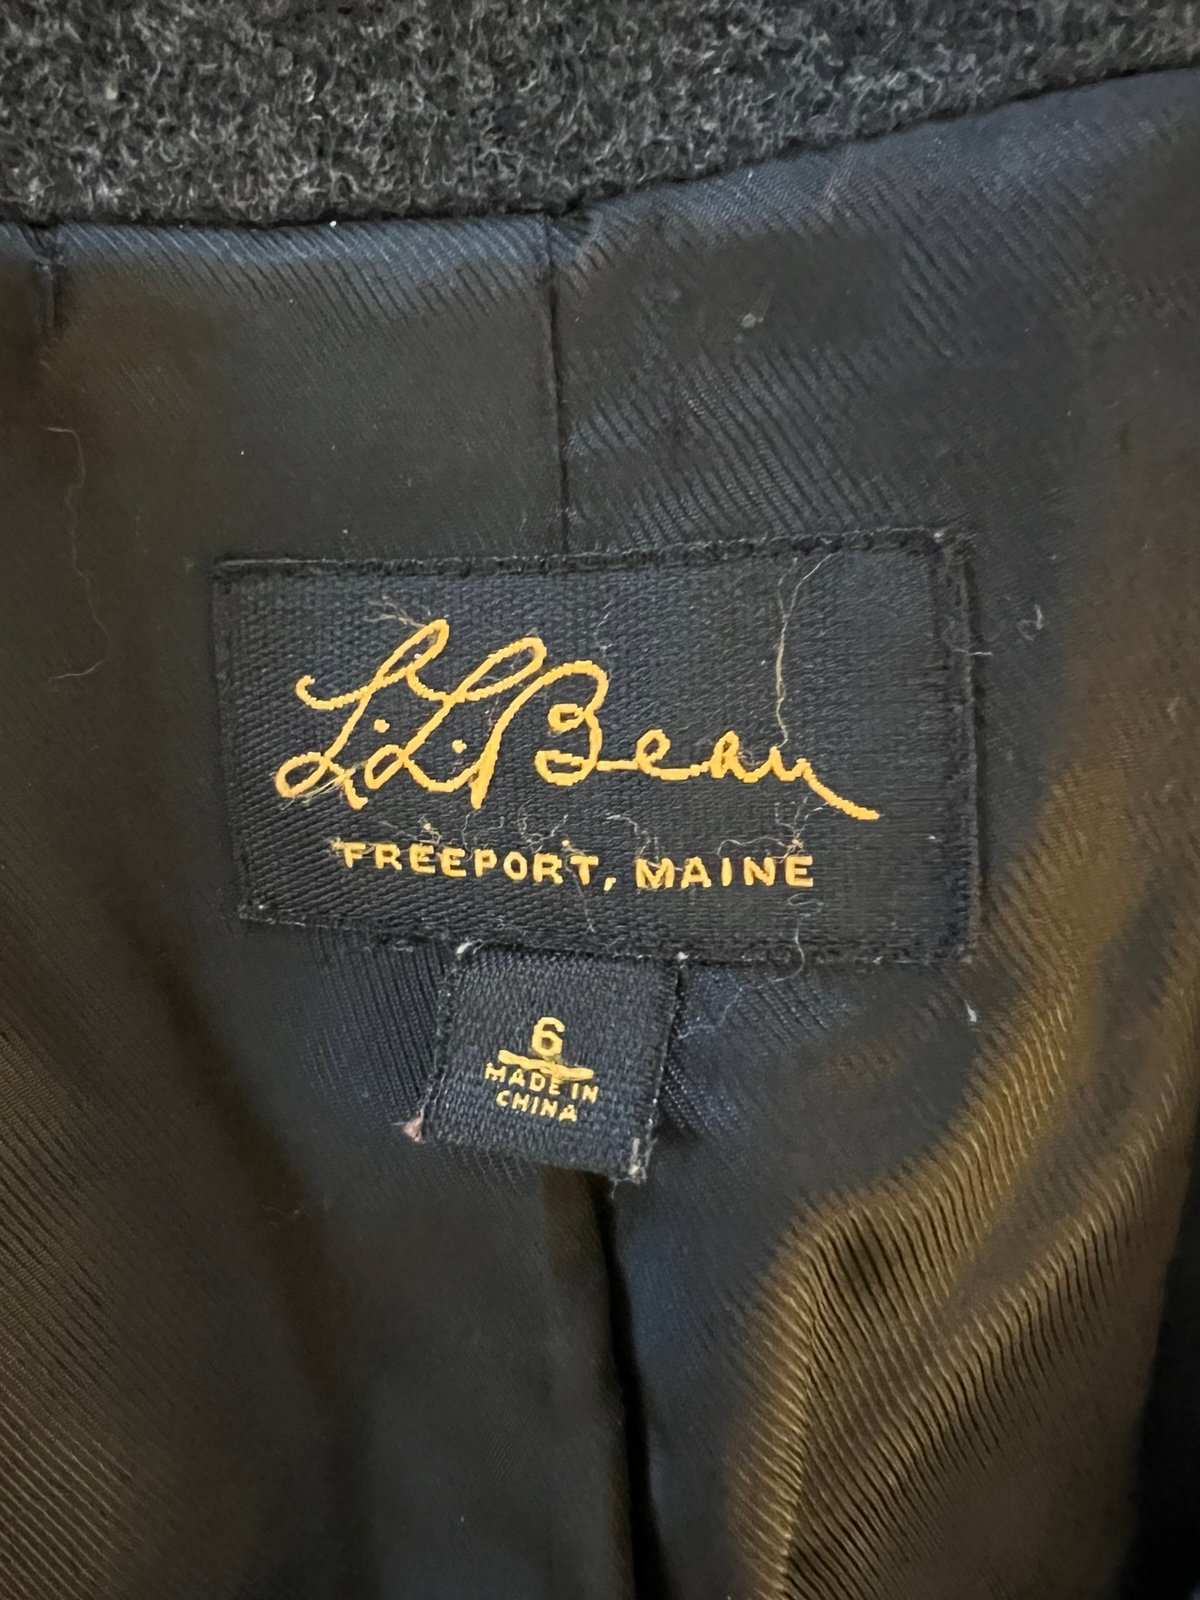 L.L.Bean
FREEPORT, MAINE
6
MADE IN
CHINA